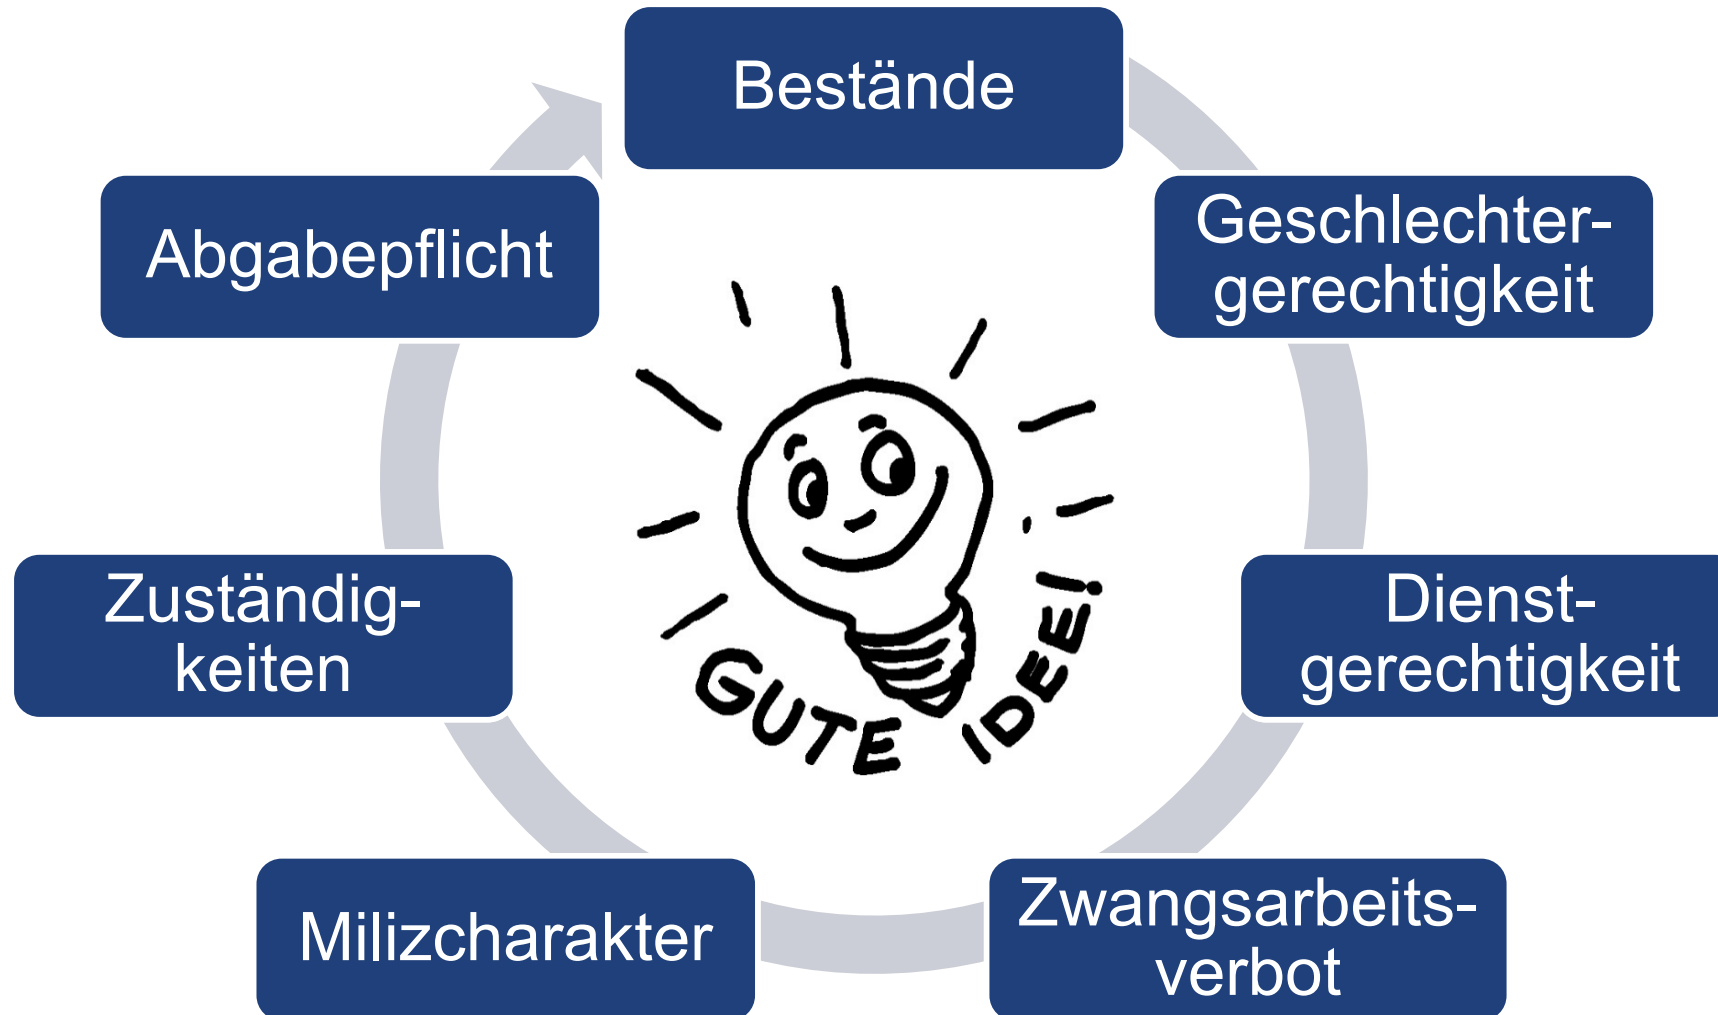 Bestände
Geschlechter-
gerechtigkeit
Dienst-
gerechtigkeit
Zwangsarbeits-
verbot
Milizcharakter
Zuständig-
keiten
Abgabepflicht
GUTE IDEE!